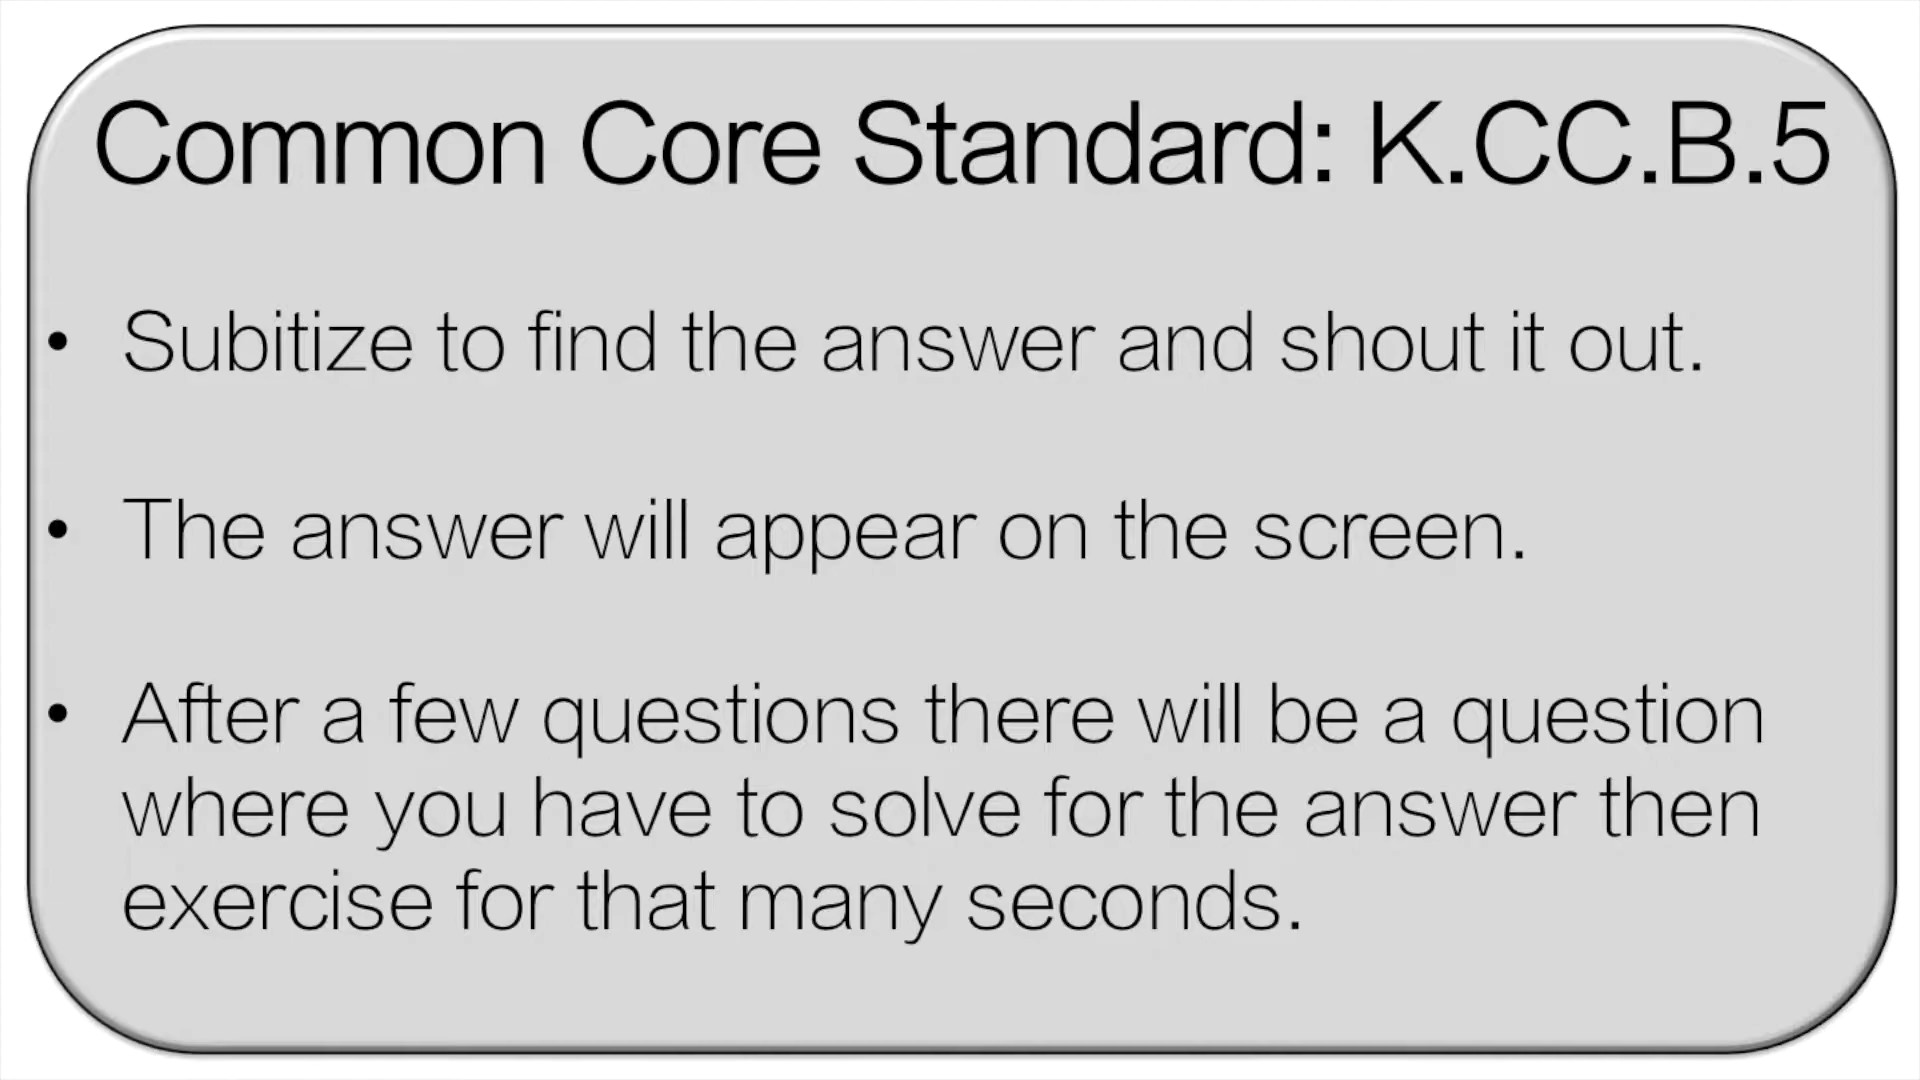 Common Core Standard: K.CC.B.5
• Subitize to find the answer and shout it out.
• The answer will appear on the screen.
• After a few questions there will be a question
where you have to solve for the answer then
exercise for that many seconds.